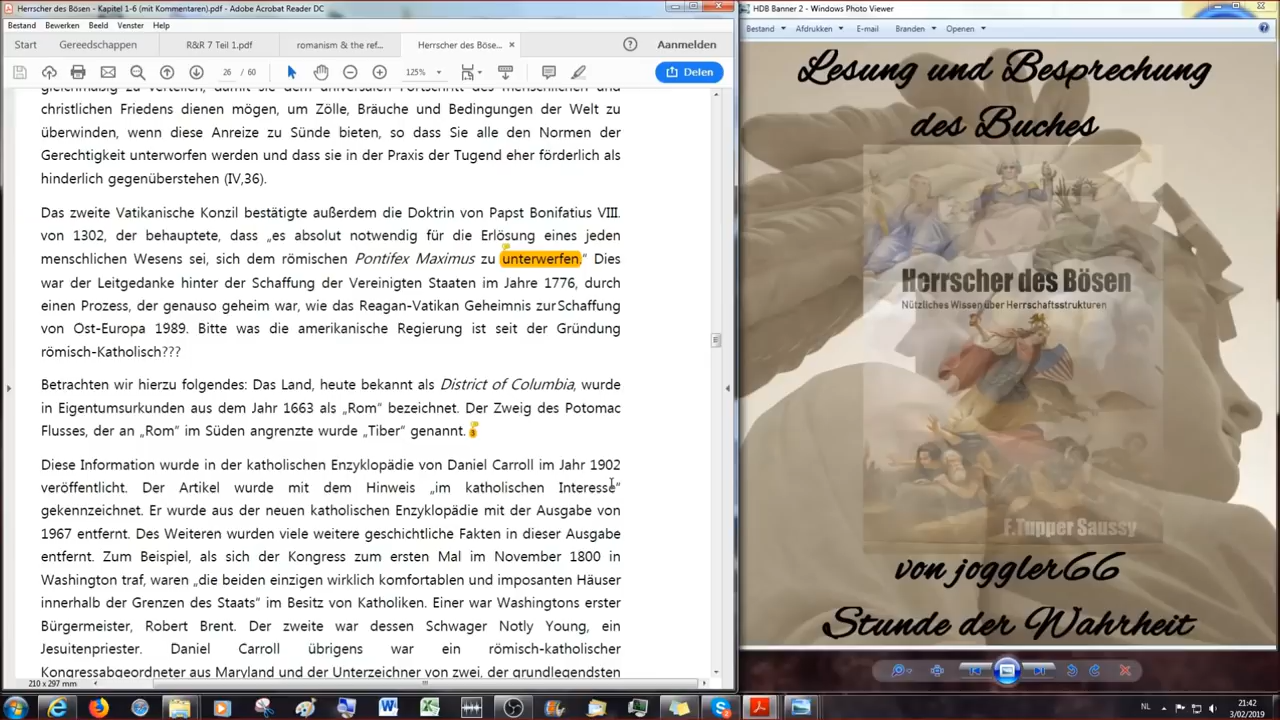 Herrscher des Bösen - Kapitel 1-6 (mit Kommentaren).pdf - Adobe Acrobat Reader DC
Bestand Bewerken Beeld Venster Help
Start Gereedschappen R&R 7 Teil 1.pdf romanism & the ref... Herrscher des Böse... × Anmelden
26 / 60 125% Delen
gleichmäßig zu verteilen, damit sie dem universalen Fortschritt des menschlichen und
christlichen Friedens dienen mögen, um Zölle, Bräuche und Bedingungen der Welt zu
überwinden, wenn diese Anreize zu Sünde bieten, so dass Sie alle den Normen der
Gerechtigkeit unterworfen werden und dass sie in der Praxis der Tugend eher förderlich als
hinderlich gegenüberstehen (IV,36).
Das zweite Vatikanische Konzil bestätigte außerdem die Doktrin von Papst Bonifatius VIII.
von 1302, der behauptete, dass „es absolut notwendig für die Erlösung eines jeden
menschlichen Wesens sei, sich dem römischen Pontifex Maximus zu unterwerfen.“ Dies
war der Leitgedanke hinter der Schaffung der Vereinigten Staaten im Jahre 1776, durch
einen Prozess, der genauso geheim war, wie das Reagan-Vatikan Geheimnis zur Schaffung
von Ost-Europa 1989. Bitte was die amerikanische Regierung ist seit der Gründung
römisch-Katholisch???
Betrachten wir hierzu folgendes: Das Land, heute bekannt als District of Columbia, wurde
in Eigentumsurkunden aus dem Jahr 1663 als „Rom“ bezeichnet. Der Zweig des Potomac
Flusses, der an „Rom“ im Süden angrenzte wurde „Tiber“ genannt. 3
Diese Information wurde in der katholischen Enzyklopädie von Daniel Carroll im Jahr 1902
veröffentlicht. Der Artikel wurde mit dem Hinweis „im katholischen Interesse“
gekennzeichnet. Er wurde aus der neuen katholischen Enzyklopädie mit der Ausgabe von
1967 entfernt. Des Weiteren wurden viele weitere geschichtliche Fakten in dieser Ausgabe
entfernt. Zum Beispiel, als sich der Kongress zum ersten Mal im November 1800 in
Washington traf, waren „die beiden einzigen wirklich komfortablen und imposanten Häuser
innerhalb der Grenzen des Staats“ im Besitz von Katholiken. Einer war Washingtons erster
Bürgermeister, Robert Brent. Der zweite war dessen Schwager Notly Young, ein
Jesuitenpriester. Daniel Carroll übrigens war ein römisch-katholischer
Kongressabgeordneter aus Maryland und der Unterzeichner von zwei, der grundlegendsten
210 x 297 mm
HDB Banner 2 - Windows Photo Viewer
Bestand Afdrukken E-mail Branden Openen
Lesung und Besprechung
des Buches
Herrscher des Bösen
Nützliches Wissen über Herrschaftsstrukturen
F.Tupper Saussy
von joggler66
Stunde der Wahrheit
NL 21:42
3/02/2019